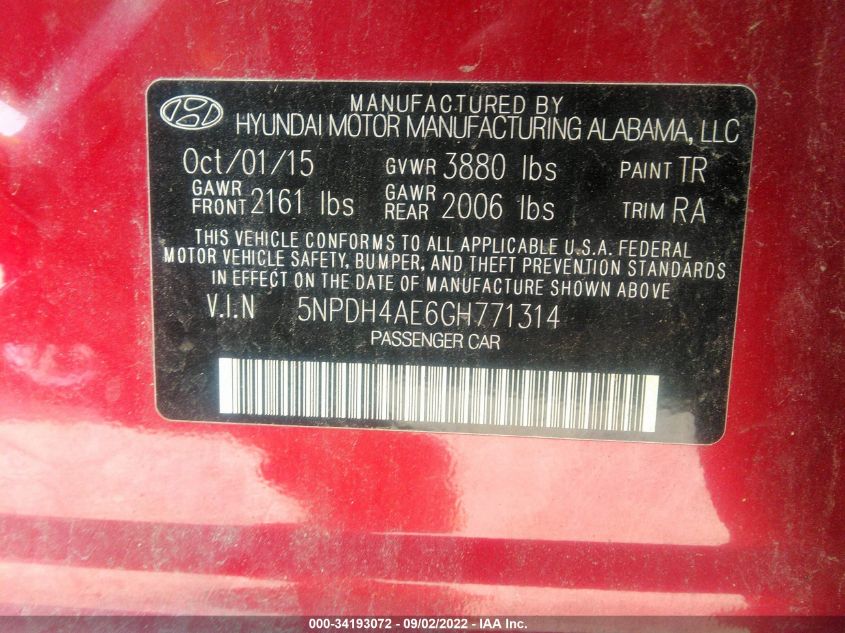 MANUFACTURED BY
HYUNDAI MOTOR MANUFACTURING ALABAMA, LLC
Oct/01/15 GVWR 3880 lbs PAINT TR
GAWR FRONT 2161 lbs GAWR REAR 2006 lbs TRIM RA
THIS VEHICLE CONFORMS TO ALL APPLICABLE U.S.A. FEDERAL
MOTOR VEHICLE SAFETY, BUMPER, AND THEFT PREVENTION STANDARDS
IN EFFECT ON THE DATE OF MANUFACTURE SHOWN ABOVE
V.I.N 5NPDH4AE6GH771314
PASSENGER CAR
000-34193072 - 09/02/2022 - IAA Inc.